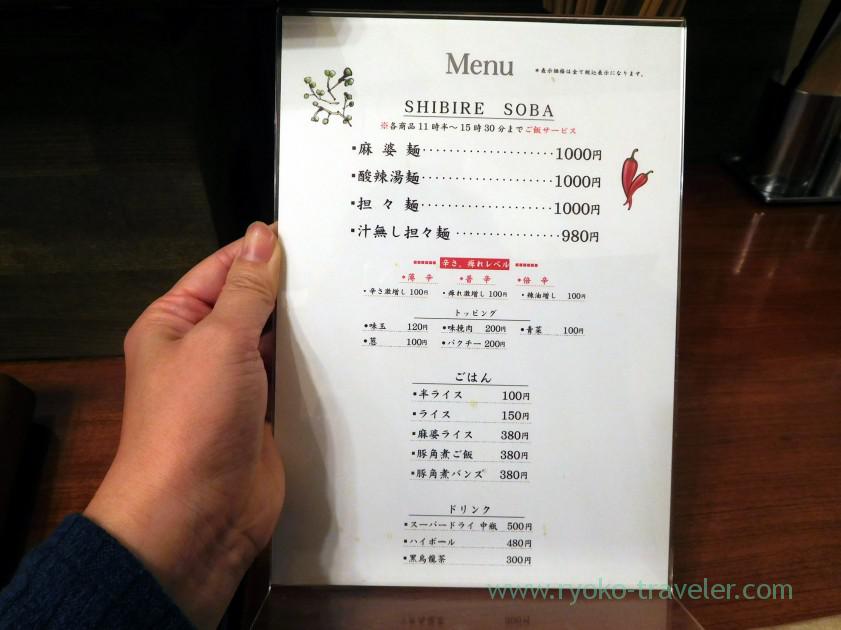 Menu ＊表示価格は全て税込表示になります。
SHIBIRE SOBA
※各商品11時半〜15時30分までご飯サービス
▪麻婆麺····················1000円
▪酸辣湯麺····················1000円
▪担々麺····················1000円
▪汁無し担々麺················980円
辛さ、痺れレベル
●薄辛 ●普辛 ●倍辛
・辛さ激増し 100円 ・痺れ激増し 100円 ・辣油増し 100円
トッピング
●味玉 120円 ●味挽肉 200円 ●青菜 100円
●葱 100円 ●パクチー 200円
ごはん
▪半ライス 100円
▪ライス 150円
▪麻婆ライス 380円
▪豚角煮ご飯 380円
▪豚角煮バンズ 380円
ドリンク
▪スーパードライ 中瓶 500円
▪ハイボール 480円
▪黒烏龍茶 300円
www.ryoko-traveler.com